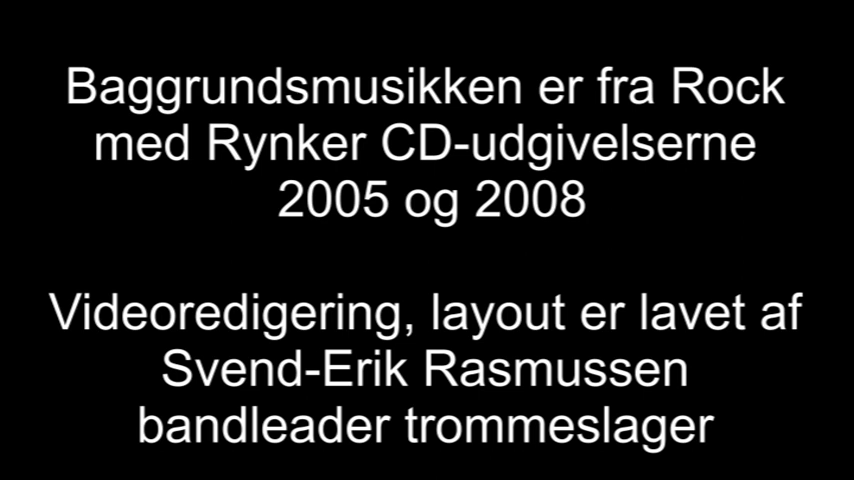 Baggrundsmusikken er fra Rock
med Rynker CD-udgivelserne
2005 og 2008
Videoredigering, layout er lavet af
Svend-Erik Rasmussen
bandleader trommeslager